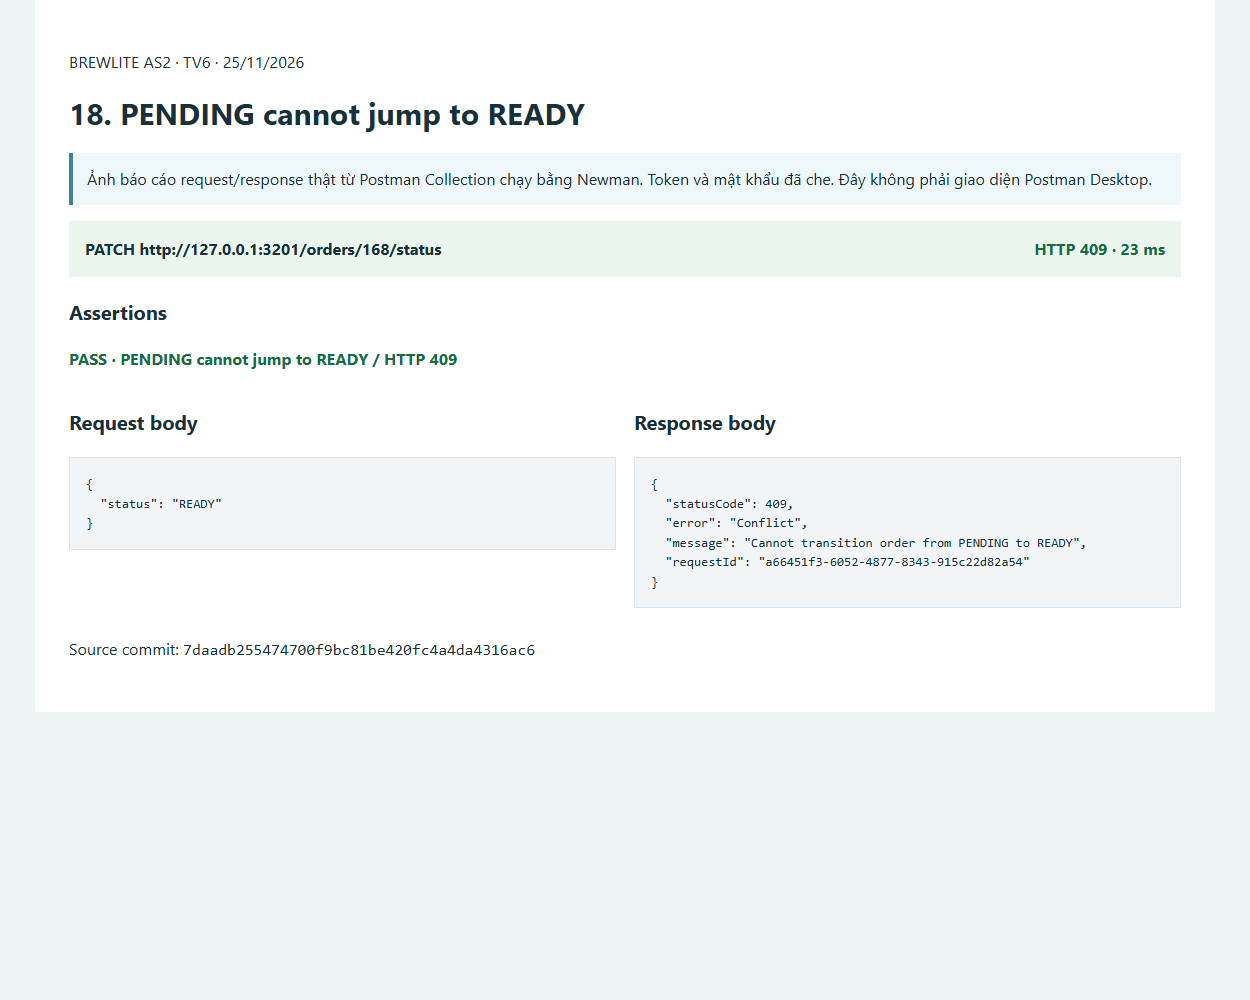 BREWLITE AS2 · TV6 · 25/11/2026
18. PENDING cannot jump to READY
Ảnh báo cáo request/response thật từ Postman Collection chạy bằng Newman. Token và mật khẩu đã che. Đây không phải giao diện Postman Desktop.
PATCH http://127.0.0.1:3201/orders/168/status
HTTP 409 · 23 ms
Assertions
PASS · PENDING cannot jump to READY / HTTP 409
Request body
{
  "status": "READY"
}
Response body
{
  "statusCode": 409,
  "error": "Conflict",
  "message": "Cannot transition order from PENDING to READY",
  "requestId": "a66451f3-6052-4877-8343-915c22d82a54"
}
Source commit: 7daadb255474700f9bc81be420fc4a4da4316ac6